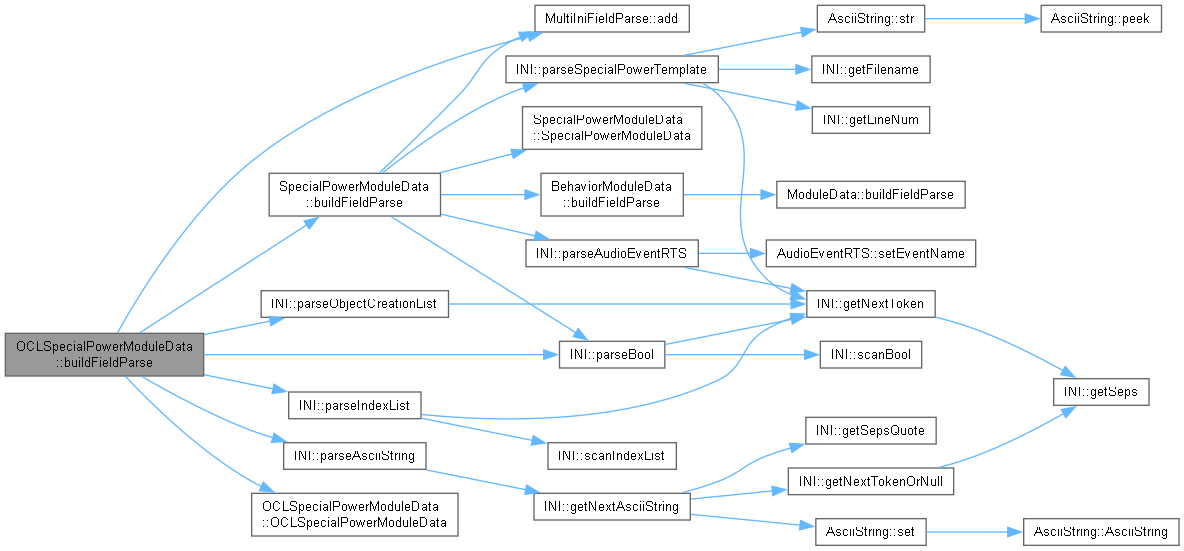 MultiIniFieldParse::add
AsciiString::str
AsciiString::peek
INI::parseSpecialPowerTemplate
INI::getFilename
INI::getLineNum
SpecialPowerModuleData
::SpecialPowerModuleData
SpecialPowerModuleData
::buildFieldParse
BehaviorModuleData
::buildFieldParse
ModuleData::buildFieldParse
INI::parseAudioEventRTS
AudioEventRTS::setEventName
INI::parseObjectCreationList
INI::getNextToken
OCLSpecialPowerModuleData
::buildFieldParse
INI::parseBool
INI::scanBool
INI::getSeps
INI::parseIndexList
INI::getSepsQuote
INI::parseAsciiString
INI::scanIndexList
INI::getNextTokenOrNull
OCLSpecialPowerModuleData
::OCLSpecialPowerModuleData
INI::getNextAsciiString
AsciiString::set
AsciiString::AsciiString